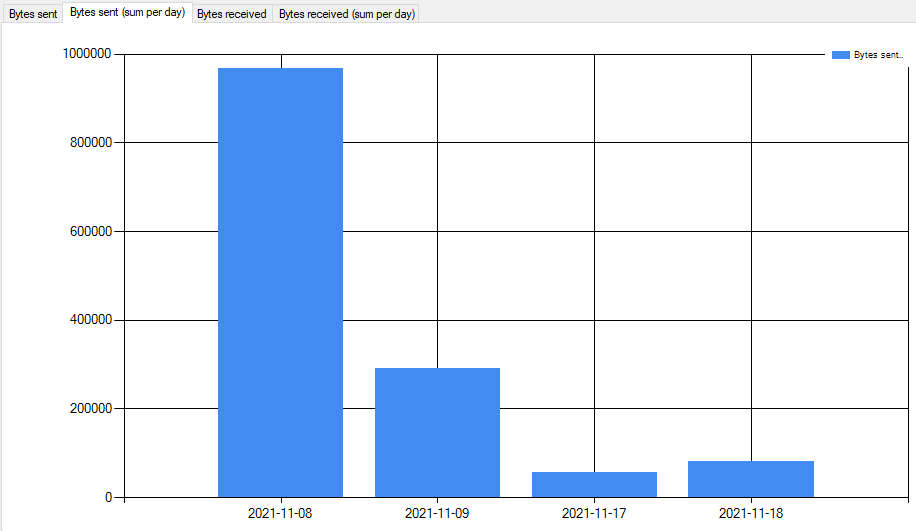 Bytes sent
Bytes sent (sum per day)
Bytes received
Bytes received (sum per day)
Bytes sent..
1000000
800000
600000
400000
200000
0
2021-11-08
2021-11-09
2021-11-17
2021-11-18